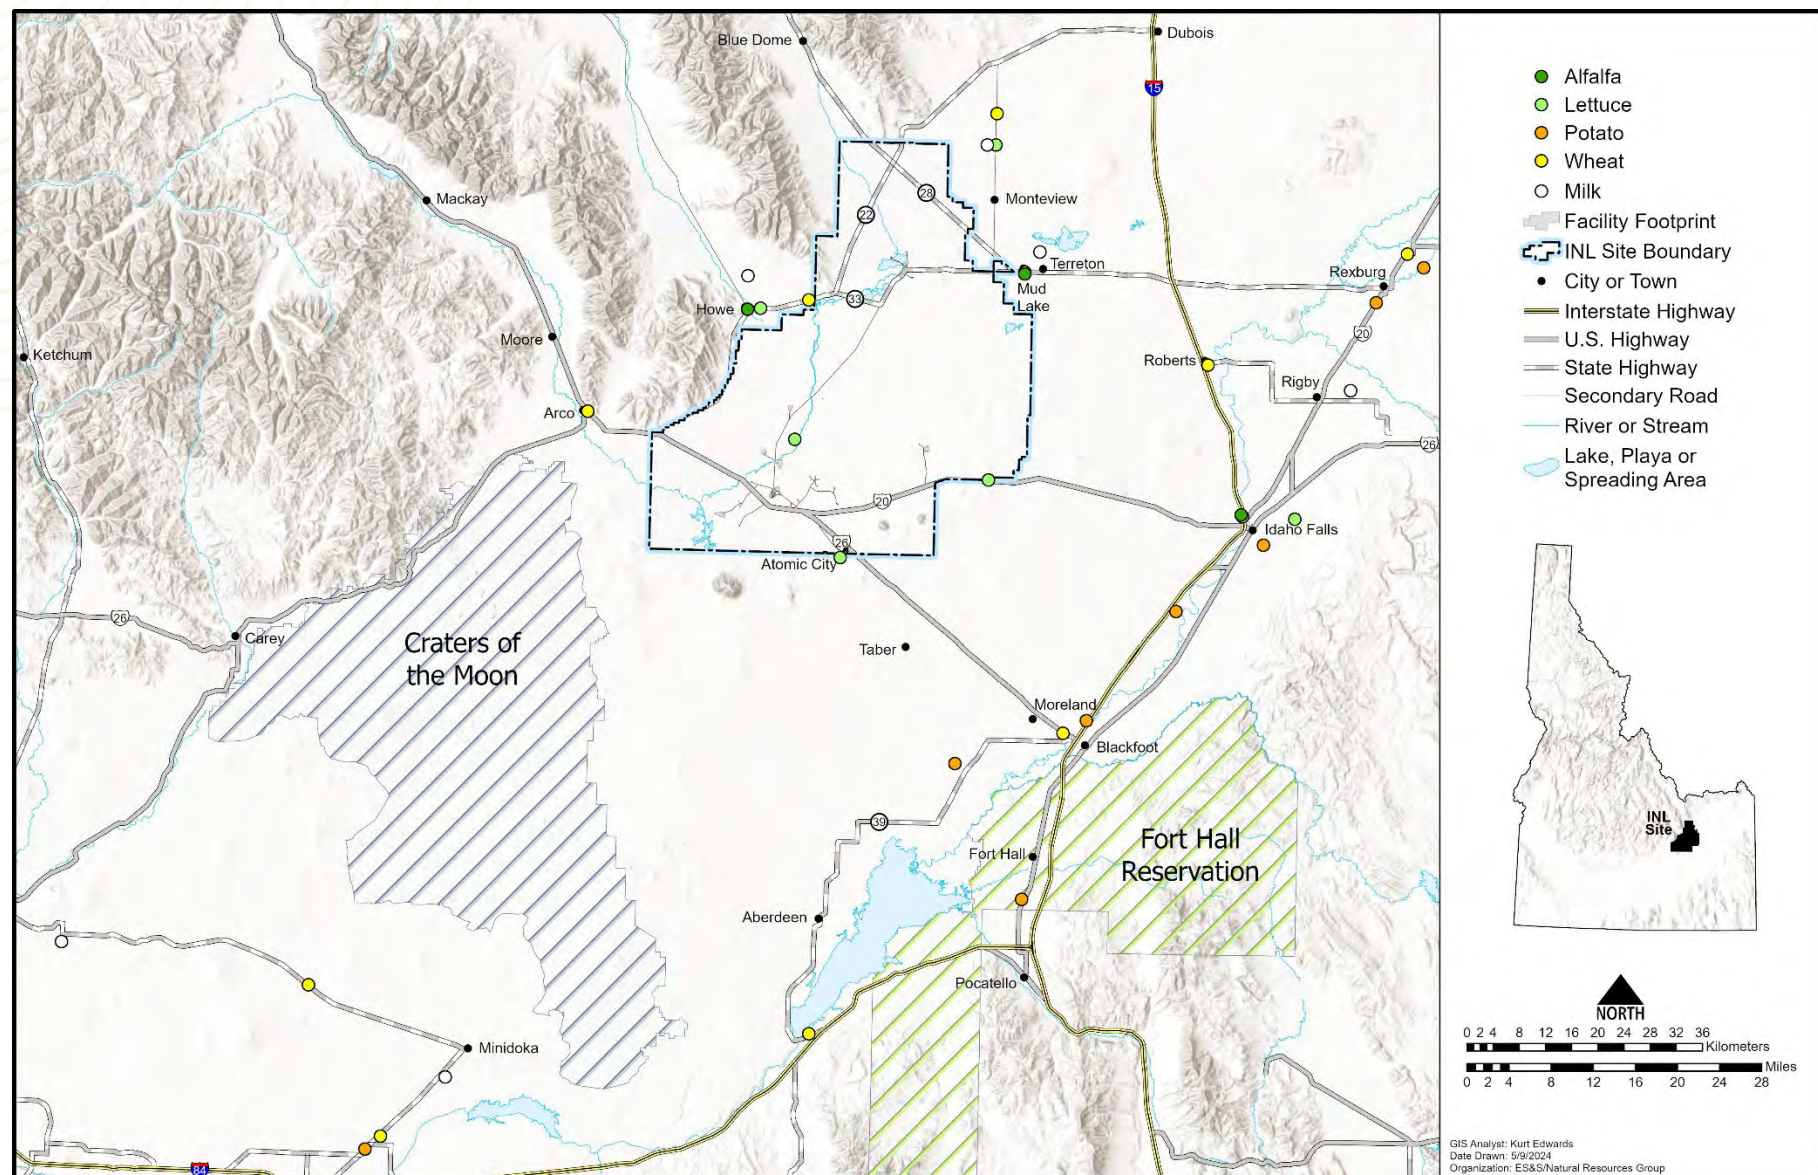 Blue Dome
Dubois
15
Mackay
28
22
Monteview
Terreton
Mud
Lake
Rexburg
Howe
33
20
Moore
Ketchum
Roberts
Rigby
Arco
26
20
Idaho Falls
26
Atomic City
26
Carey
Craters of
the Moon
Taber
Moreland
Blackfoot
39
Fort Hall
Fort Hall
Reservation
Aberdeen
Pocatello
Minidoka
84
Alfalfa
Lettuce
Potato
Wheat
Milk
Facility Footprint
INL Site Boundary
City or Town
Interstate Highway
U.S. Highway
State Highway
Secondary Road
River or Stream
Lake, Playa or
Spreading Area
INL
Site
NORTH
0 2 4 8 12 16 20 24 28 32 36
Kilometers
Miles
0 2 4 8 12 16 20 24 28
GIS Analyst: Kurt Edwards
Date Drawn: 5/9/2024
Organization: ES&S/Natural Resources Group